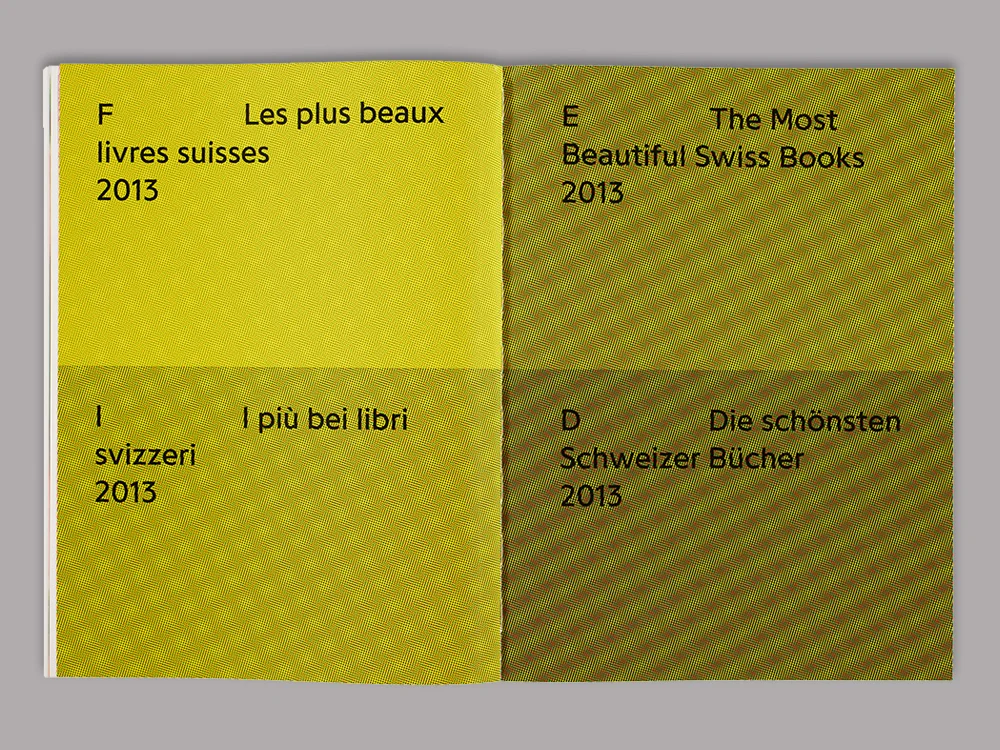 F Les plus beaux
livres suisses
2013
I I più bei libri
svizzeri
2013
E The Most
Beautiful Swiss Books
2013
D Die schönsten
Schweizer Bücher
2013